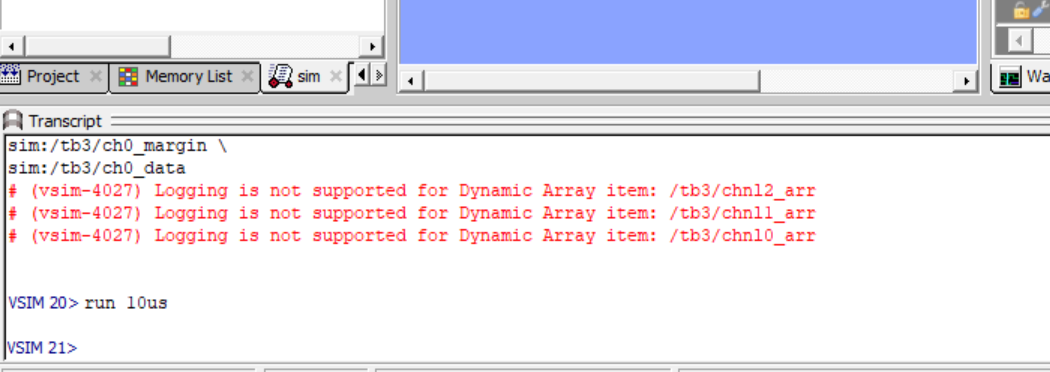 Project
Memory List
sim
Wa
Transcript
sim:/tb3/ch0_margin \
sim:/tb3/ch0_data
# (vsim-4027) Logging is not supported for Dynamic Array item: /tb3/chnl2_arr
# (vsim-4027) Logging is not supported for Dynamic Array item: /tb3/chnl1_arr
# (vsim-4027) Logging is not supported for Dynamic Array item: /tb3/chnl0_arr
VSIM 20> run 10us
VSIM 21>